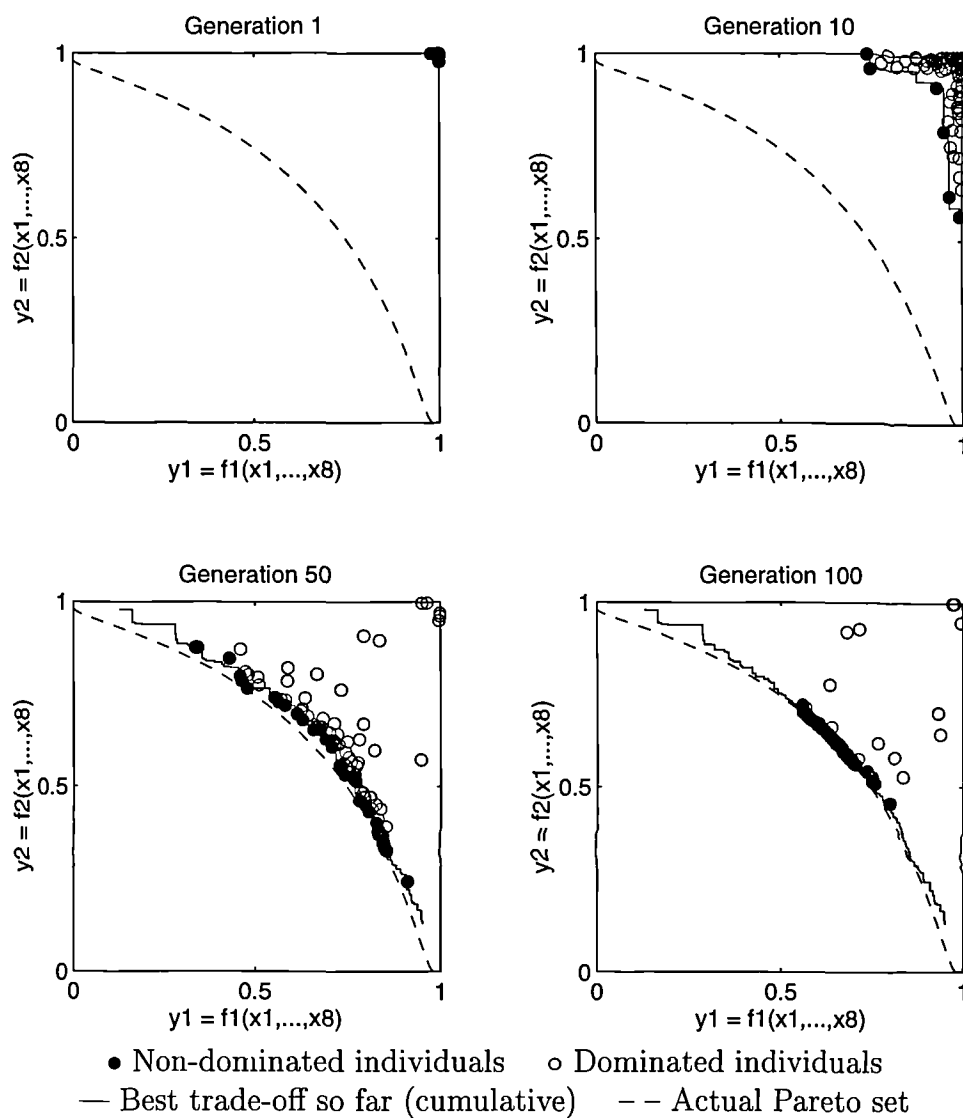 Generation 1
1
0.5
0
0
0.5
1
y2 = f2(x1,...,x8)
y1 = f1(x1,...,x8)
Generation 10
1
0.5
0
0
0.5
1
y2 = f2(x1,...,x8)
y1 = f1(x1,...,x8)
Generation 50
1
0.5
0
0
0.5
1
y2 = f2(x1,...,x8)
y1 = f1(x1,...,x8)
Generation 100
1
0.5
0
0
0.5
1
y2 = f2(x1,...,x8)
y1 = f1(x1,...,x8)
● Non-dominated individuals ○ Dominated individuals
— Best trade-off so far (cumulative) – – Actual Pareto set